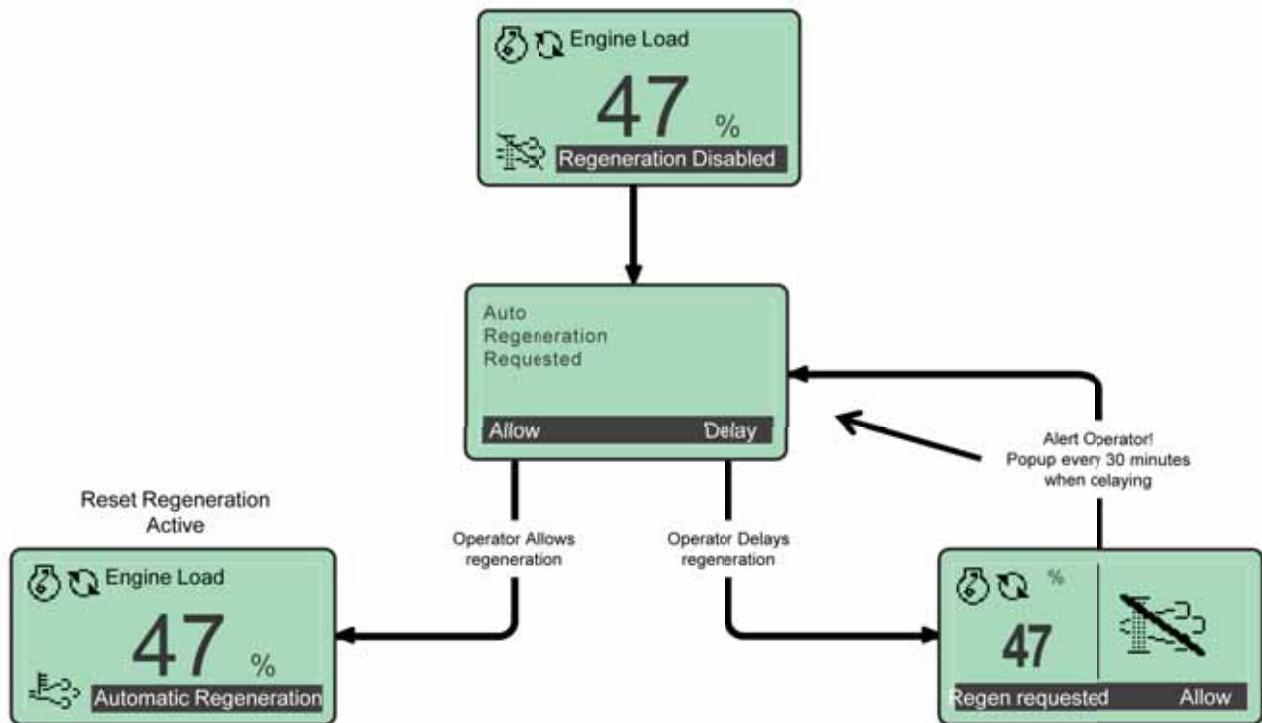 Engine Load
47 %
Regeneration Disabled
Auto
Regeneration
Requested
Allow Delay
Alert Operator!
Popup every 30 minutes
when celaying
Operator Allows
regeneration
Operator Delays
regeneration
Reset Regeneration
Active
Engine Load
47 %
Automatic Regeneration
%
47
Regen requested Allow